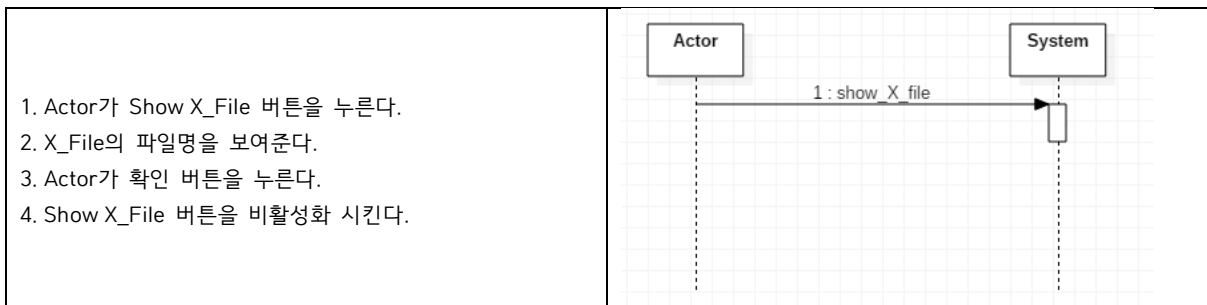 1. Actor가 Show X_File 버튼을 누른다.
2. X_File의 파일명을 보여준다.
3. Actor가 확인 버튼을 누른다.
4. Show X_File 버튼을 비활성화 시킨다.
Actor
System
1 : show_X_file